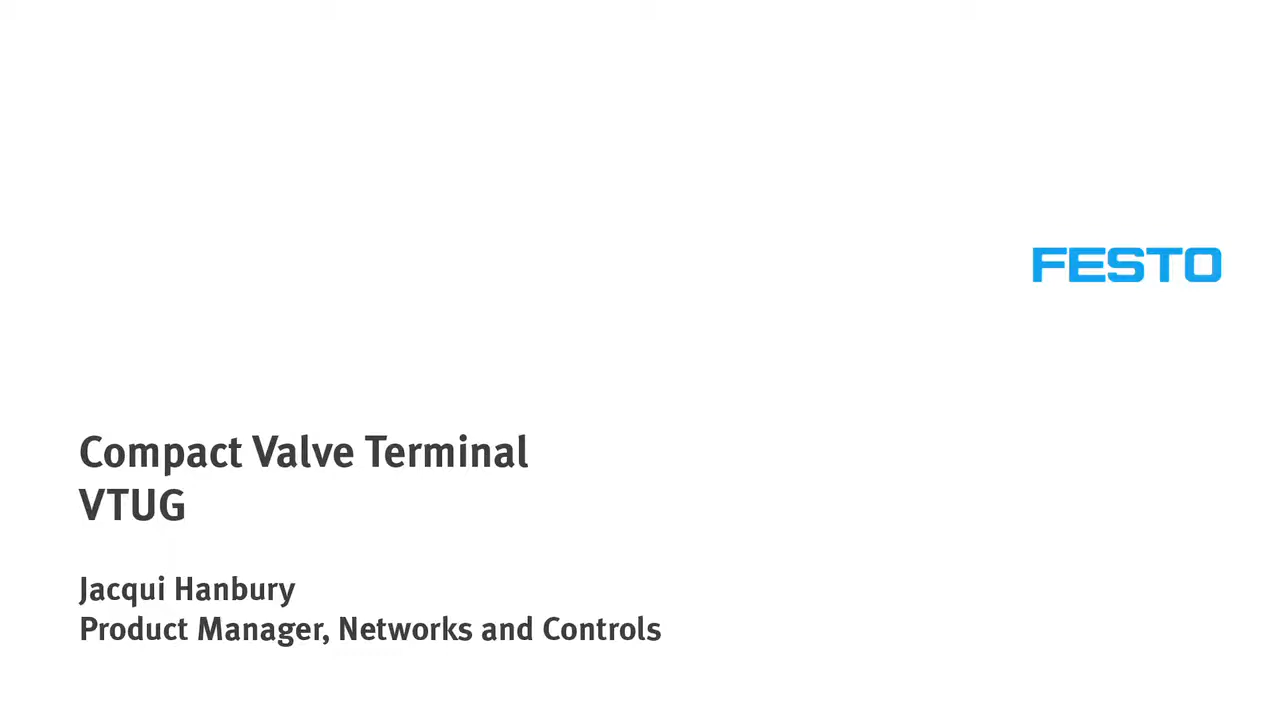 FESTO
Compact Valve Terminal
VTUG
Jacqui Hanbury
Product Manager, Networks and Controls